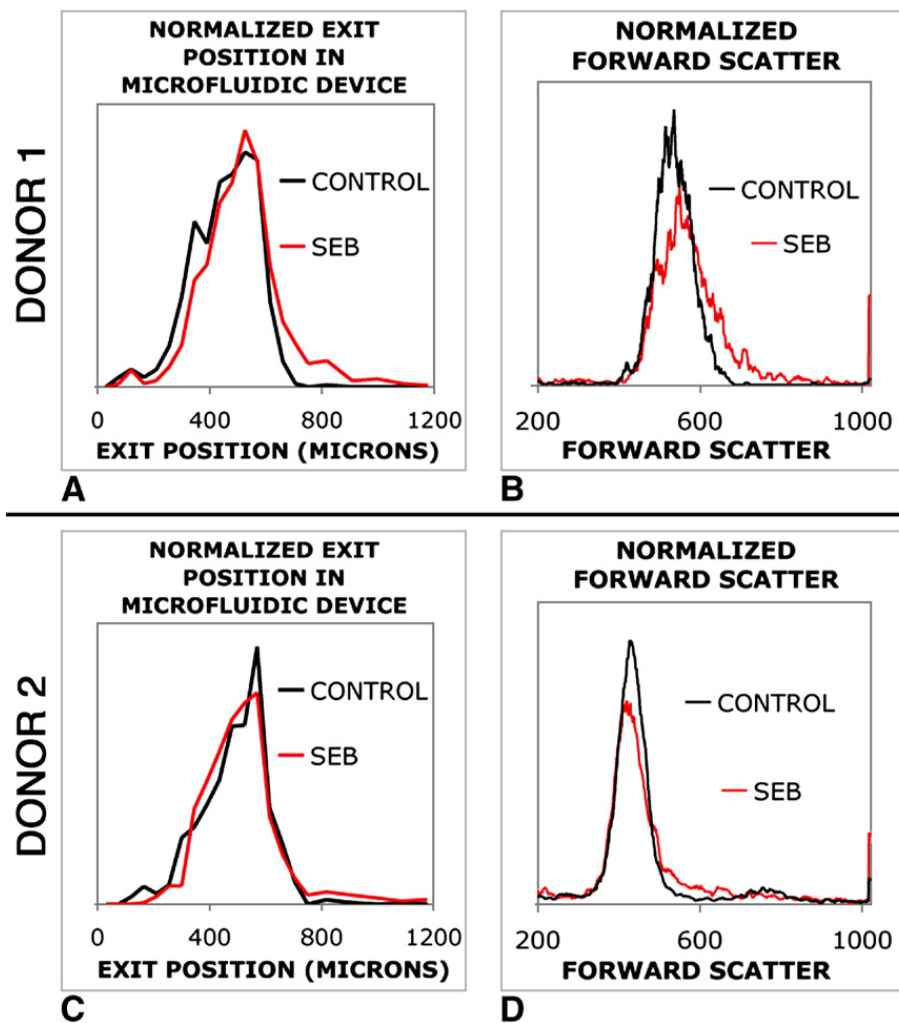 DONOR 1
NORMALIZED EXIT
POSITION IN
MICROFLUIDIC DEVICE
CONTROL
SEB
0 400 800 1200
EXIT POSITION (MICRONS)
A
NORMALIZED
FORWARD SCATTER
CONTROL
SEB
200 600 1000
FORWARD SCATTER
B
DONOR 2
NORMALIZED EXIT
POSITION IN
MICROFLUIDIC DEVICE
CONTROL
SEB
0 400 800 1200
EXIT POSITION (MICRONS)
C
NORMALIZED
FORWARD SCATTER
CONTROL
SEB
200 600 1000
FORWARD SCATTER
D